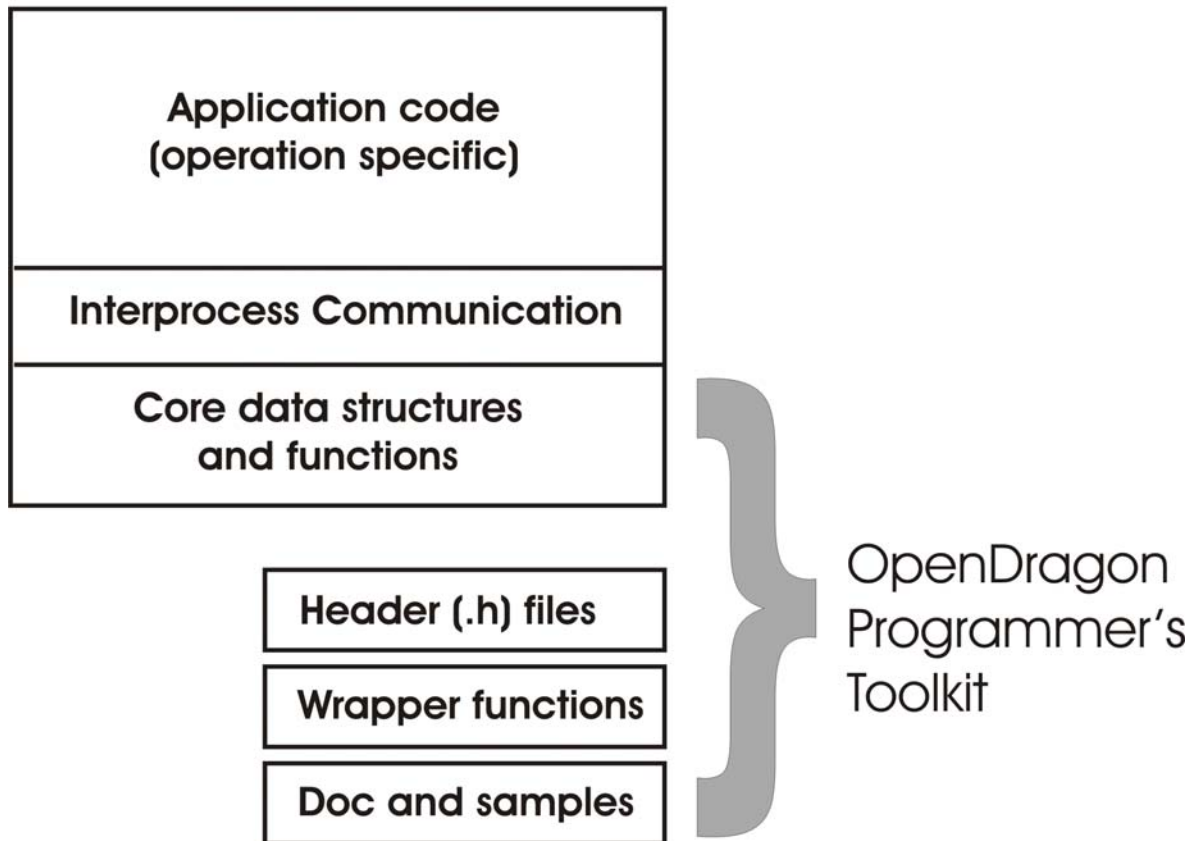 Application code
(operation specific)
Interprocess Communication
Core data structures
and functions
Header (.h) files
Wrapper functions
Doc and samples
OpenDragon
Programmer's
Toolkit